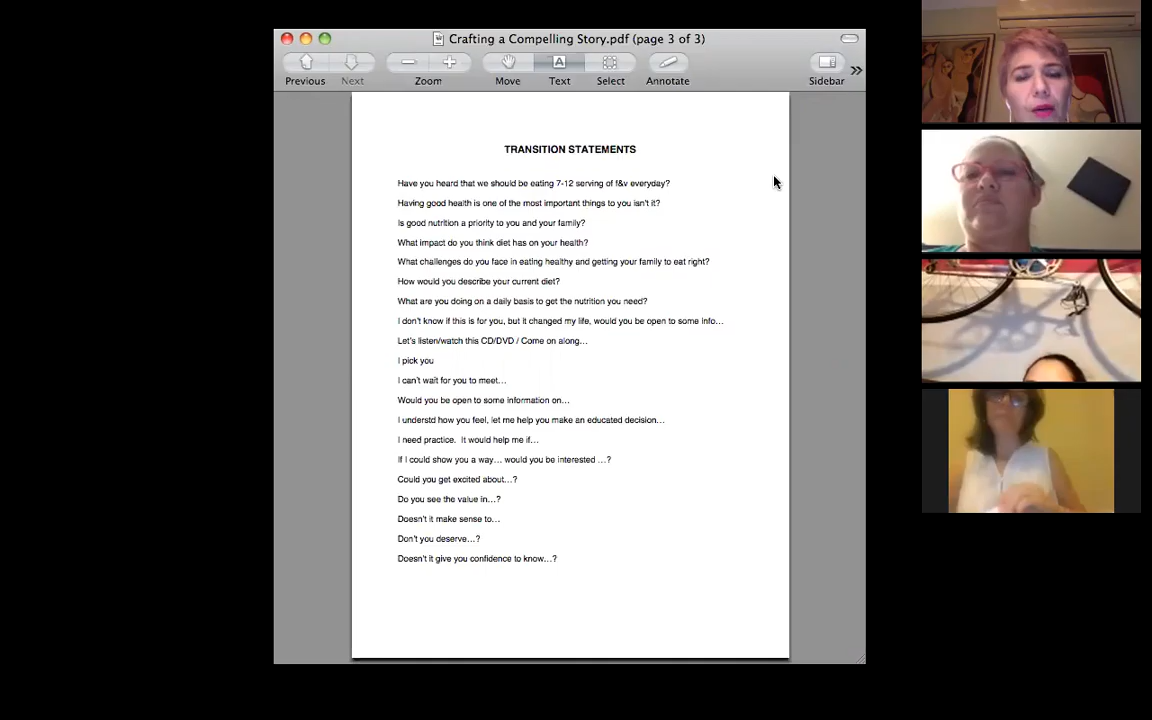 Crafting a Compelling Story.pdf (page 3 of 3)
Previous Next Zoom Move Text Select Annotate Sidebar
TRANSITION STATEMENTS
Have you heard that we should be eating 7-12 serving of f&v everyday?
Having good health is one of the most important things to you isn't it?
Is good nutrition a priority to you and your family?
What impact do you think diet has on your health?
What challenges do you face in eating healthy and getting your family to eat right?
How would you describe your current diet?
What are you doing on a daily basis to get the nutrition you need?
I don't know if this is for you, but it changed my life, would you be open to some info…
Let's listen/watch this CD/DVD / Come on along…
I pick you
I can't wait for you to meet…
Would you be open to some information on…
I understd how you feel, let me help you make an educated decision…
I need practice.  It would help me if…
If I could show you a way… would you be interested …?
Could you get excited about…?
Do you see the value in…?
Doesn't it make sense to…
Don't you deserve…?
Doesn't it give you confidence to know…?